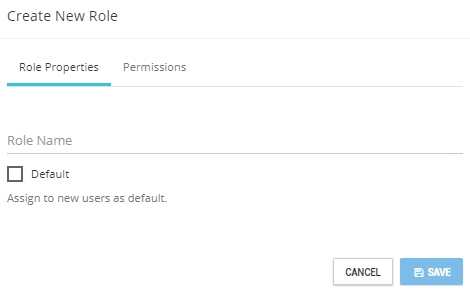 Create New Role
Role Properties Permissions
Role Name
Default
Assign to new users as default.
CANCEL SAVE